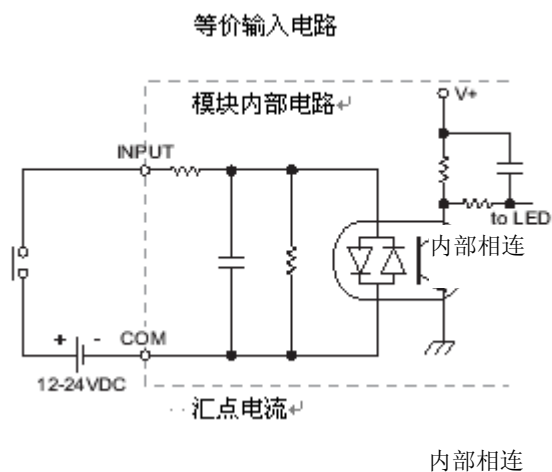 等价输入电路
模块内部电路↵
V+
INPUT
to LED
内部相连
+ - COM
12-24VDC
汇点电流↵
内部相连